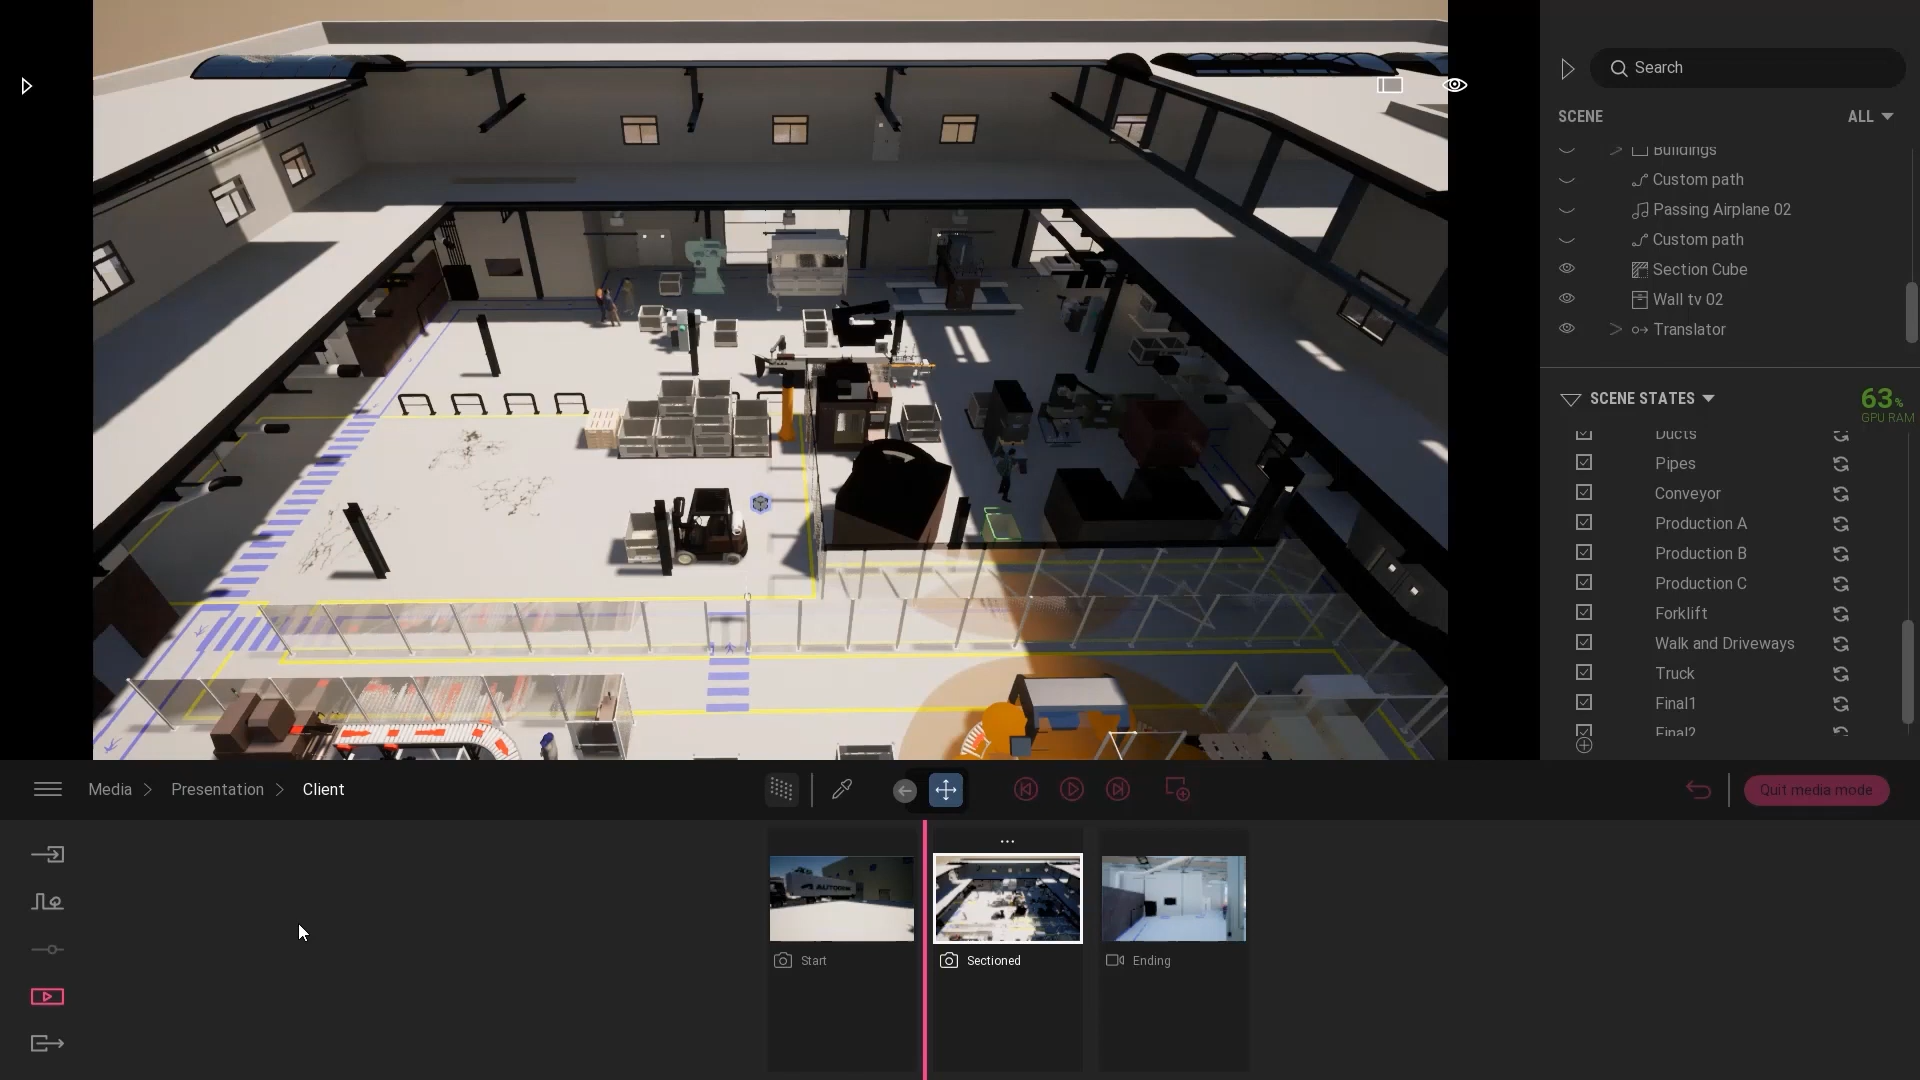 Search
SCENE
ALL
Buildings
Custom path
Passing Airplane 02
Custom path
Section Cube
Wall tv 02
Translator
SCENE STATES
63%
GPU RAM
Ducts
Pipes
Conveyor
Production A
Production B
Production C
Forklift
Walk and Driveways
Truck
Final1
Final2
Media > Presentation > Client
Quit media mode
...
AUTODESK
Start
Sectioned
Ending